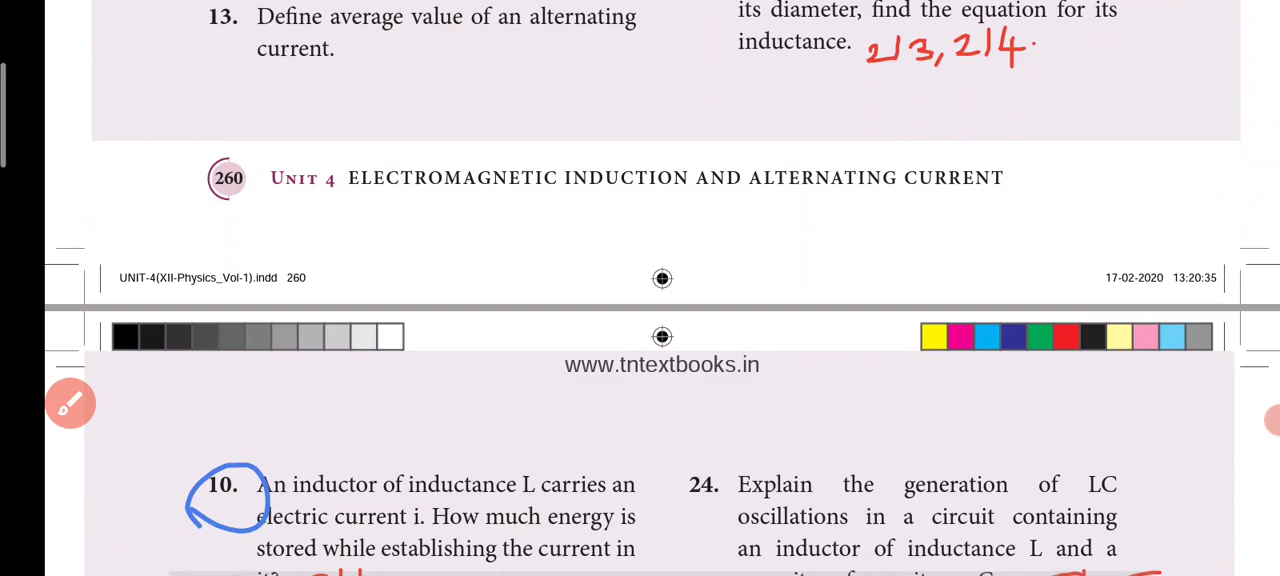 13. Define average value of an alternating
current.
its diameter, find the equation for its
inductance. 213, 214.
260 UNIT 4 ELECTROMAGNETIC INDUCTION AND ALTERNATING CURRENT
UNIT-4(XII-Physics_Vol-1).indd 260
17-02-2020 13:20:35
www.tntextbooks.in
10. An inductor of inductance L carries an
electric current i. How much energy is
stored while establishing the current in
24. Explain the generation of LC
oscillations in a circuit containing
an inductor of inductance L and a